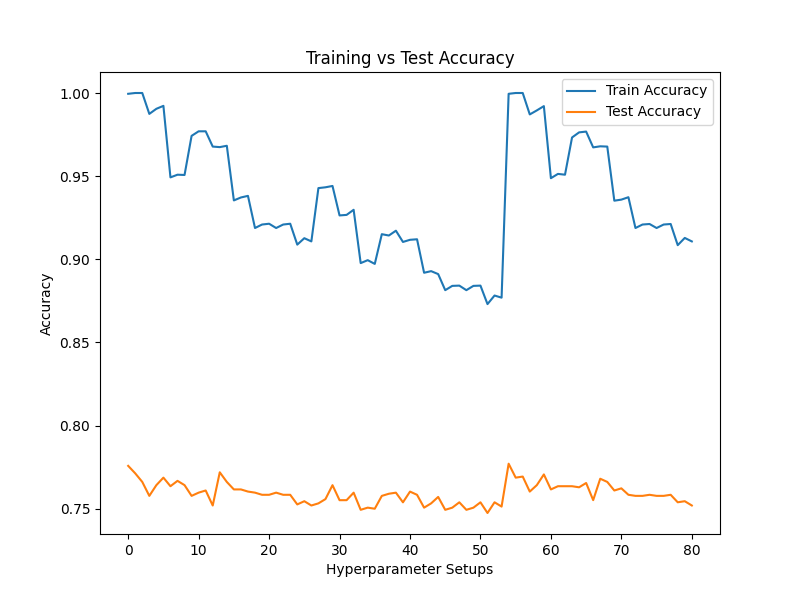 Training vs Test Accuracy
Train Accuracy
Test Accuracy
1.00
0.95
0.90
0.85
0.80
0.75
Accuracy
0 10 20 30 40 50 60 70 80
Hyperparameter Setups